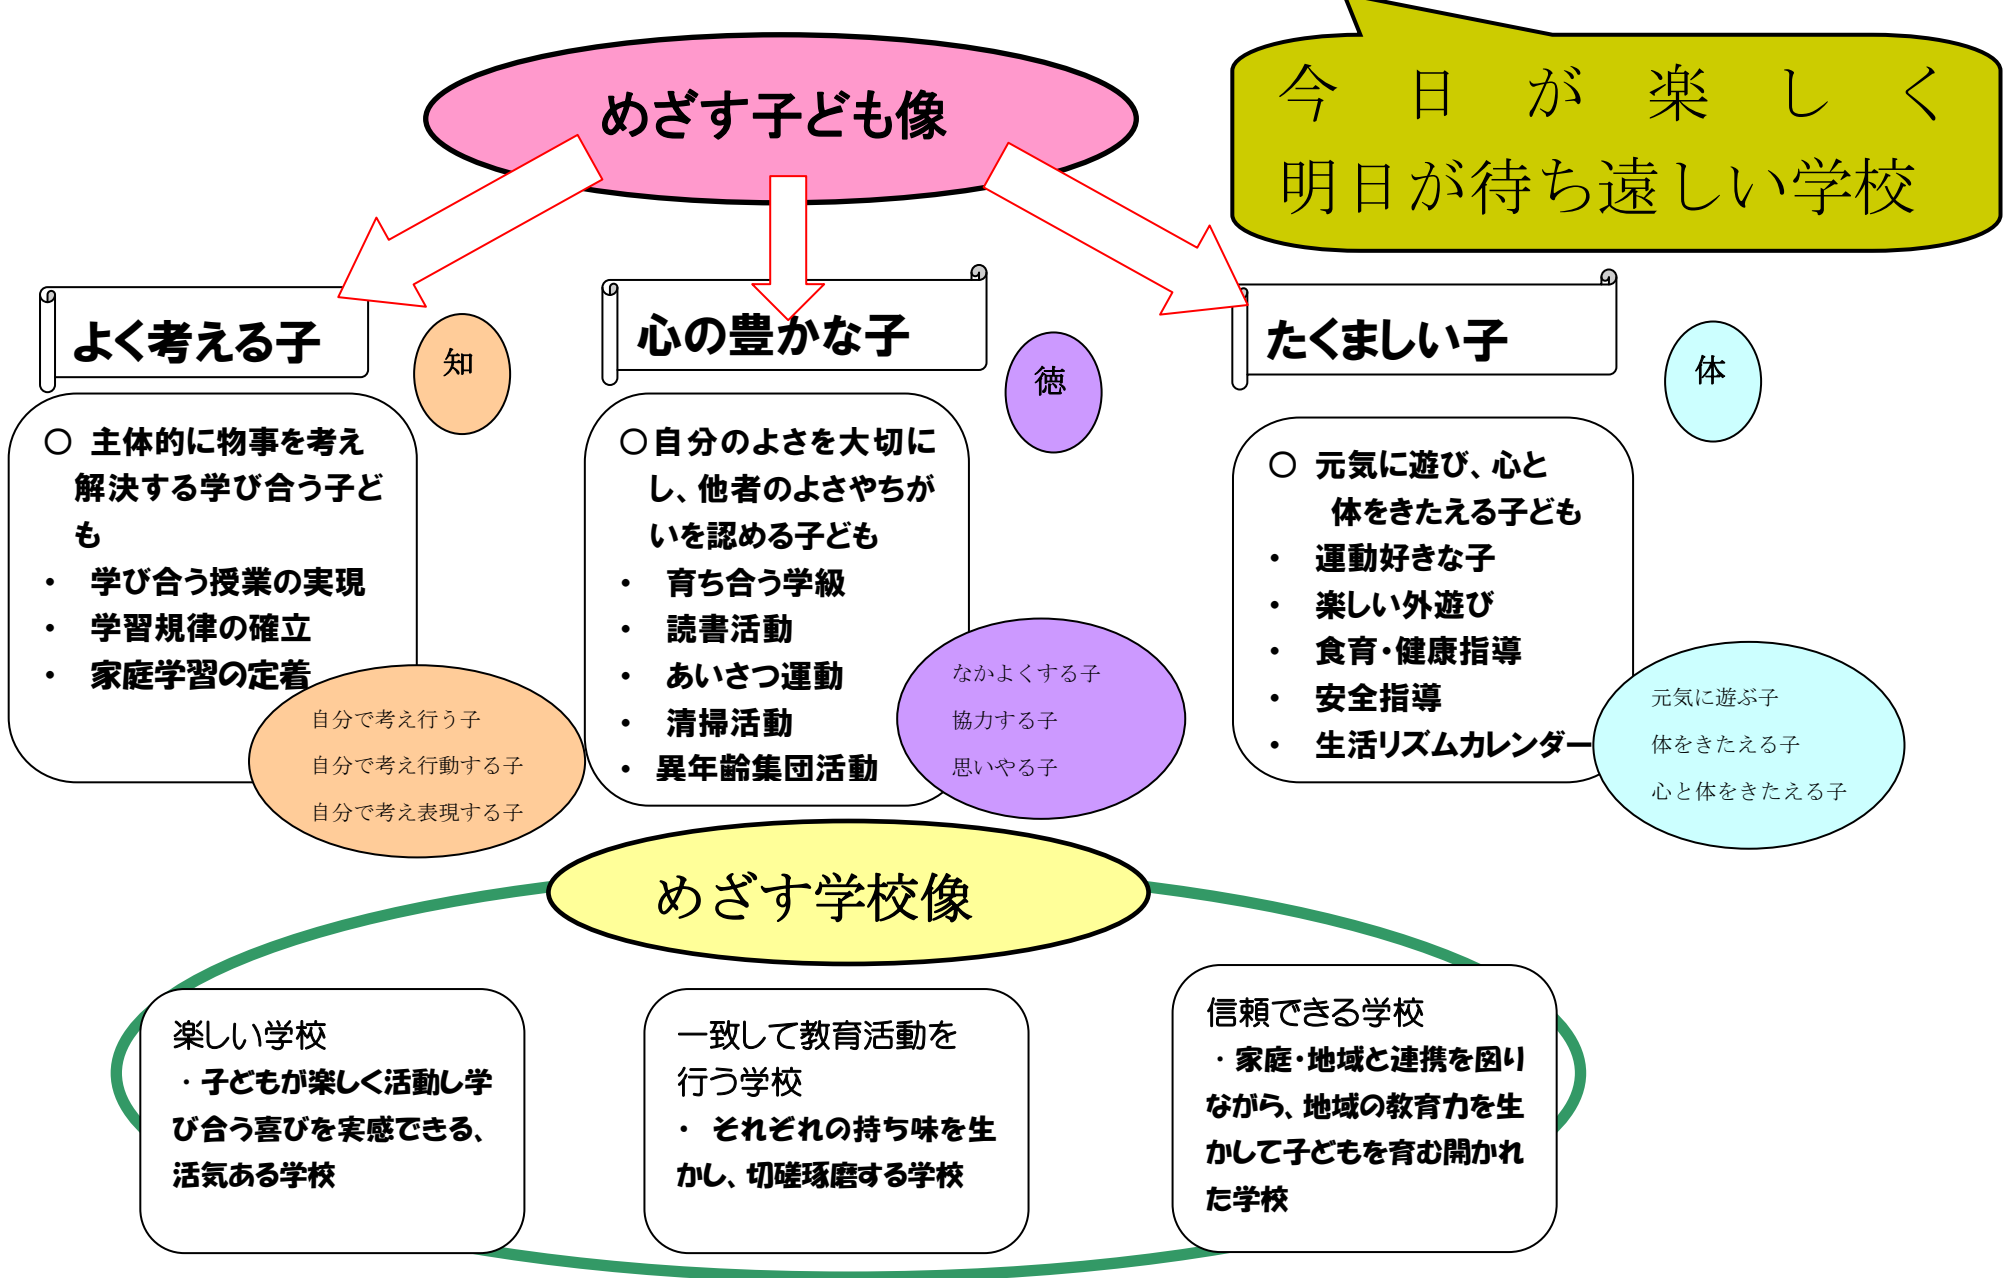 めざす子ども像
今日が楽しく
明日が待ち遠しい学校
よく考える子
知
〇 主体的に物事を考え
解決する学び合う子ど
も
・ 学び合う授業の実現
・ 学習規律の確立
・ 家庭学習の定着
自分で考え行う子
自分で考え行動する子
自分で考え表現する子
心の豊かな子
徳
〇自分のよさを大切に
し、他者のよさやちが
いを認める子ども
・ 育ち合う学級
・ 読書活動
・ あいさつ運動
・ 清掃活動
・ 異年齢集団活動
なかよくする子
協力する子
思いやる子
たくましい子
体
〇 元気に遊び、心と
体をきたえる子ども
・ 運動好きな子
・ 楽しい外遊び
・ 食育・健康指導
・ 安全指導
・ 生活リズムカレンダー
元気に遊ぶ子
体をきたえる子
心と体をきたえる子
めざす学校像
楽しい学校
・子どもが楽しく活動し学
び合う喜びを実感できる、
活気ある学校
一致して教育活動を
行う学校
・ それぞれの持ち味を生
かし、切磋琢磨する学校
信頼できる学校
・家庭・地域と連携を図り
ながら、地域の教育力を生
かして子どもを育む開かれ
た学校